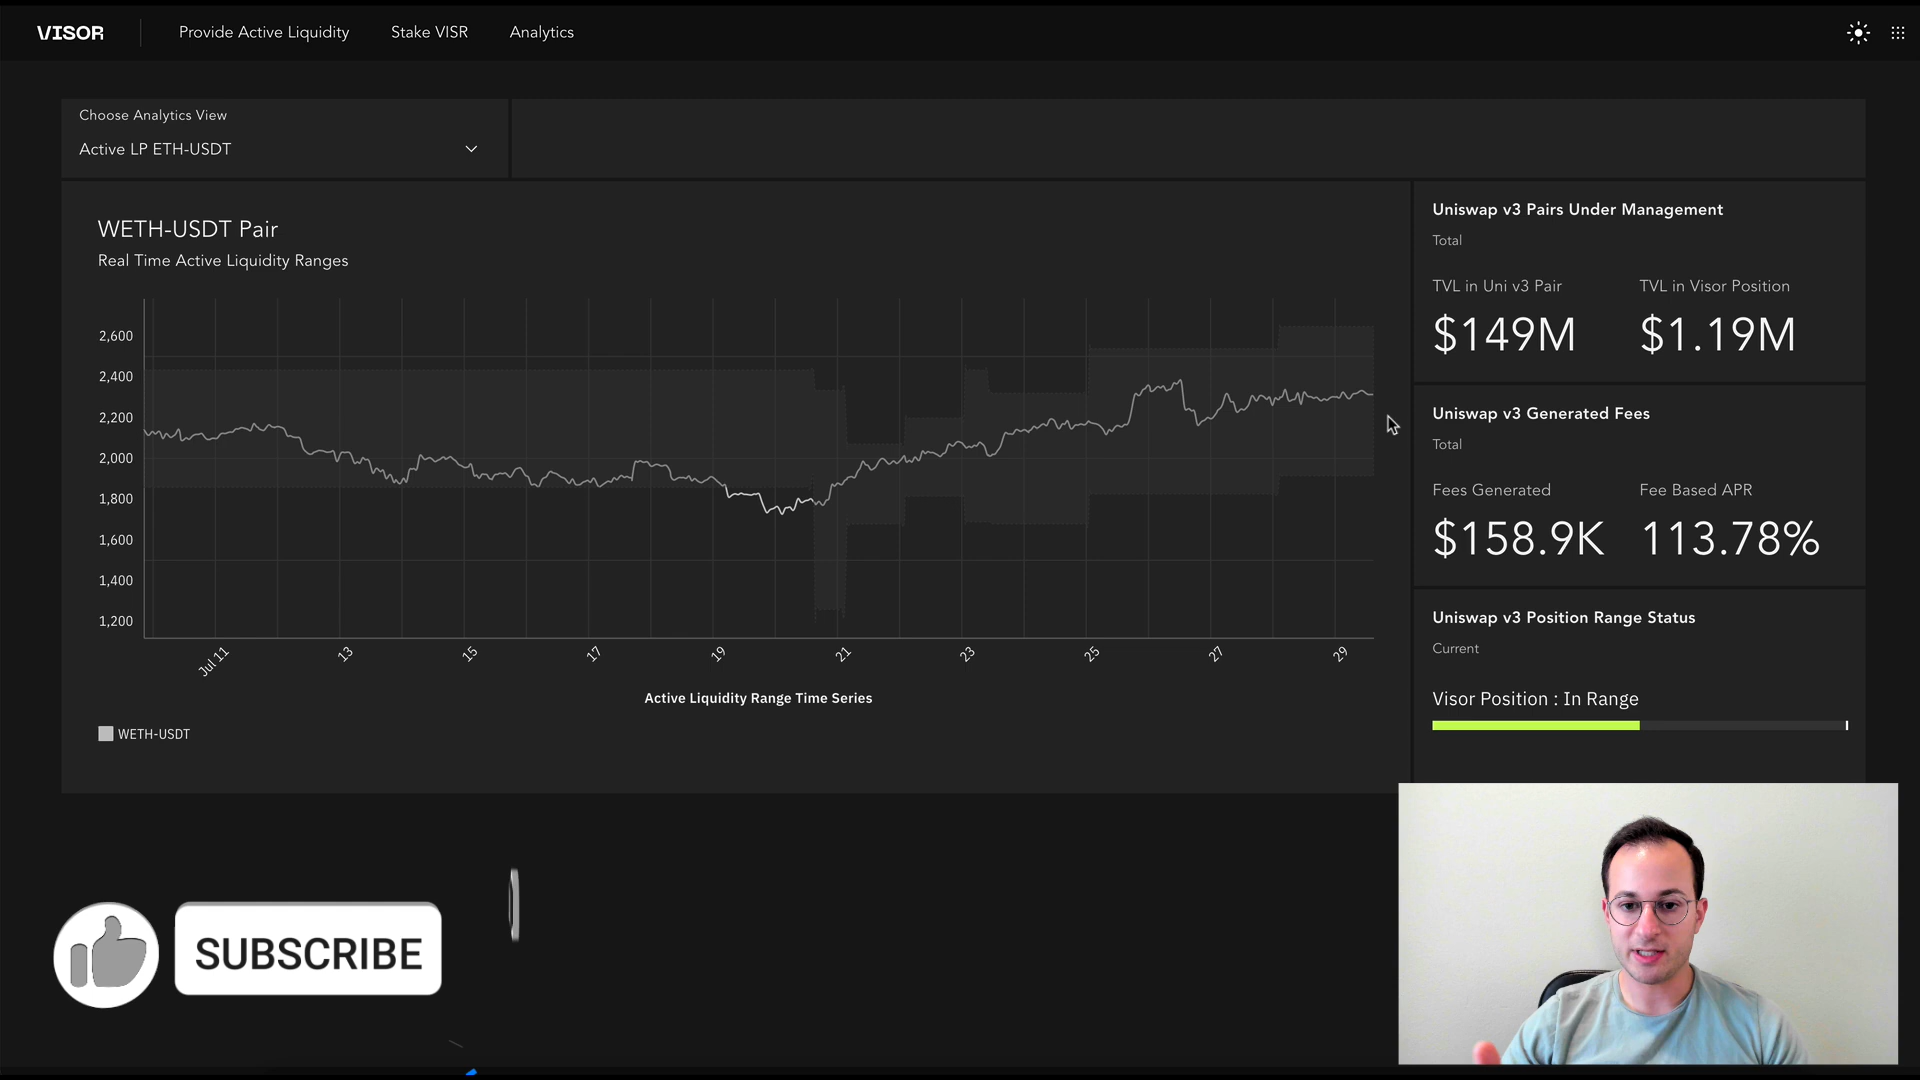 VISOR
Provide Active Liquidity
Stake VISR
Analytics
Choose Analytics View
Active LP ETH-USDT
WETH-USDT Pair
Real Time Active Liquidity Ranges
2,600
2,400
2,200
2,000
1,800
1,600
1,400
1,200
Jul 11
13
15
17
19
21
23
25
27
29
Active Liquidity Range Time Series
WETH-USDT
Uniswap v3 Pairs Under Management
Total
TVL in Uni v3 Pair
TVL in Visor Position
$149M
$1.19M
Uniswap v3 Generated Fees
Total
Fees Generated
Fee Based APR
$158.9K
113.78%
Uniswap v3 Position Range Status
Current
Visor Position : In Range
SUBSCRIBE